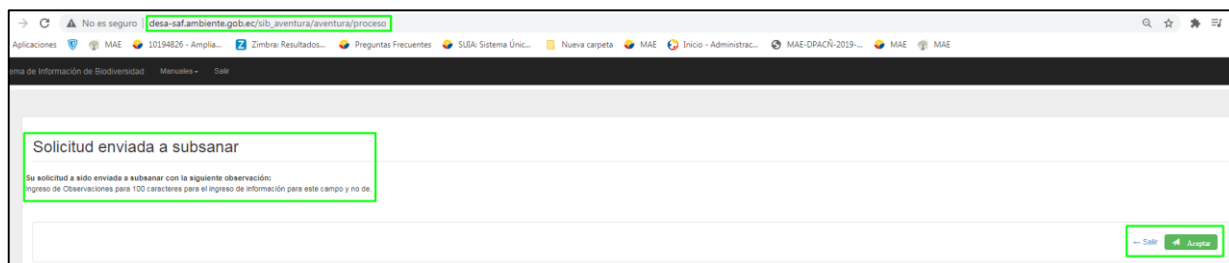 No es seguro | desa-saf.ambiente.gob.ec/sib_aventura/aventura/proceso
Aplicaciones MAE 10194826 - Amplia... Zimbra: Resultados... Preguntas Frecuentes SUIA: Sistema Únic... Nueva carpeta MAE Inicio - Administrac... MAE-DPACÑ-2019-... MAE MAE
ema de Información de Biodiversidad Manuales Salir
Solicitud enviada a subsanar
Su solicitud a sido enviada a subsanar con la siguiente observación:
Ingreso de Observaciones para 100 caracteres para el ingreso de información para este campo y no de.
← Salir Aceptar